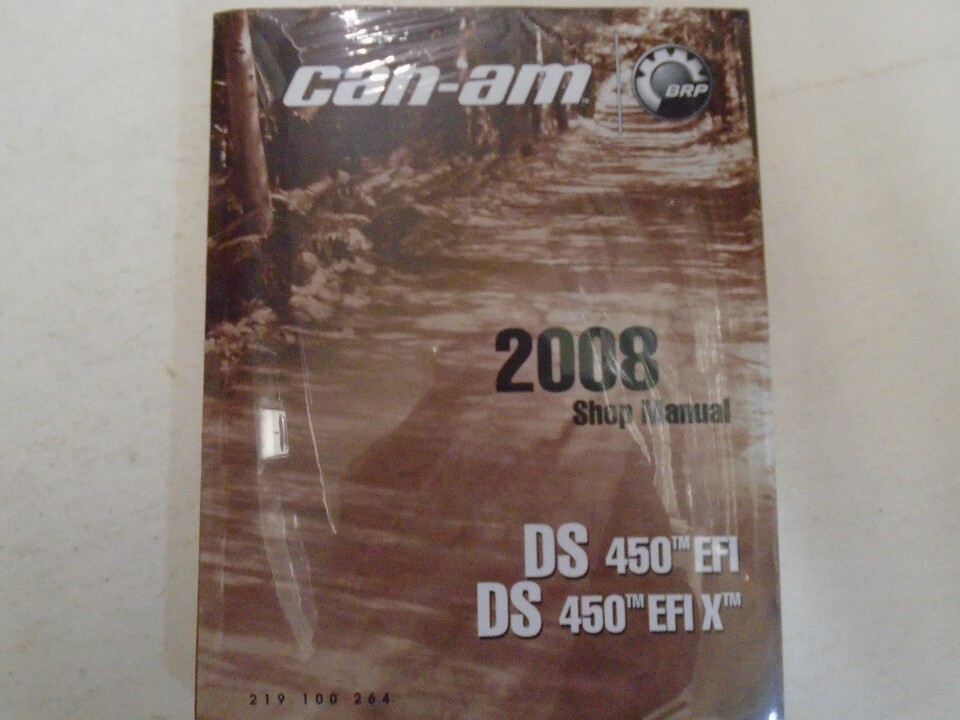 can-am
BRP
2008
Shop Manual
DS 450™ EFI
DS 450™ EFI X™
219 100 264